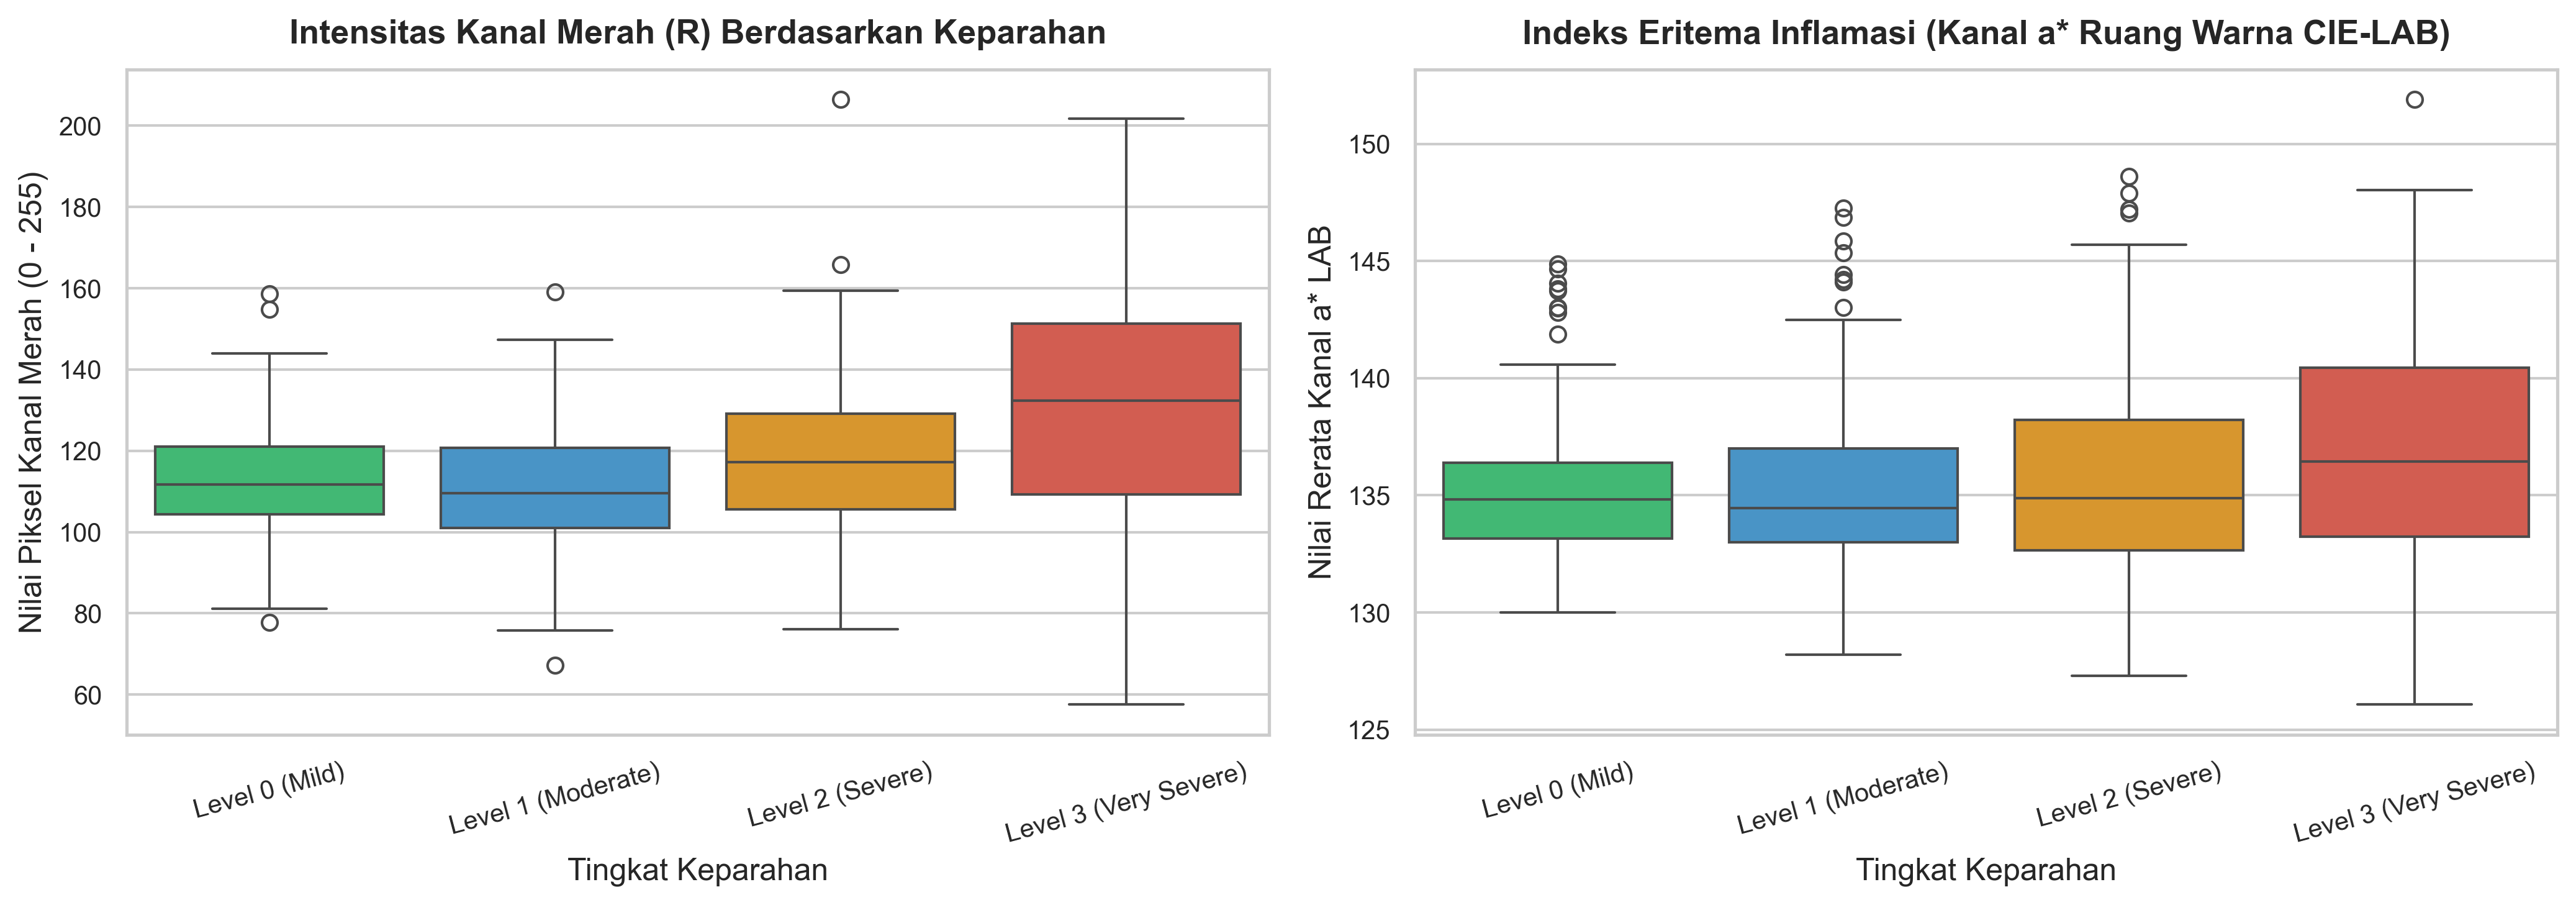 Intensitas Kanal Merah (R) Berdasarkan Keparahan
Nilai Piksel Kanal Merah (0 - 255)
200
180
160
140
120
100
80
60
Level 0 (Mild)
Level 1 (Moderate)
Level 2 (Severe)
Level 3 (Very Severe)
Tingkat Keparahan
Indeks Eritema Inflamasi (Kanal a* Ruang Warna CIE-LAB)
Nilai Rerata Kanal a* LAB
150
145
140
135
130
125
Level 0 (Mild)
Level 1 (Moderate)
Level 2 (Severe)
Level 3 (Very Severe)
Tingkat Keparahan